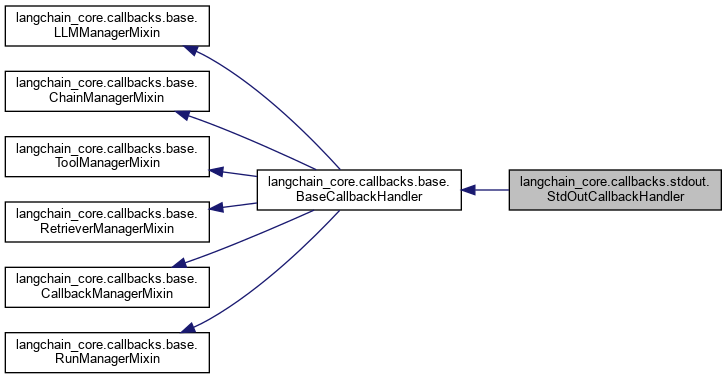 langchain_core.callbacks.base.
LLMManagerMixin
langchain_core.callbacks.base.
ChainManagerMixin
langchain_core.callbacks.base.
ToolManagerMixin
langchain_core.callbacks.base.
RetrieverManagerMixin
langchain_core.callbacks.base.
CallbackManagerMixin
langchain_core.callbacks.base.
RunManagerMixin
langchain_core.callbacks.base.
BaseCallbackHandler
langchain_core.callbacks.stdout.
StdOutCallbackHandler